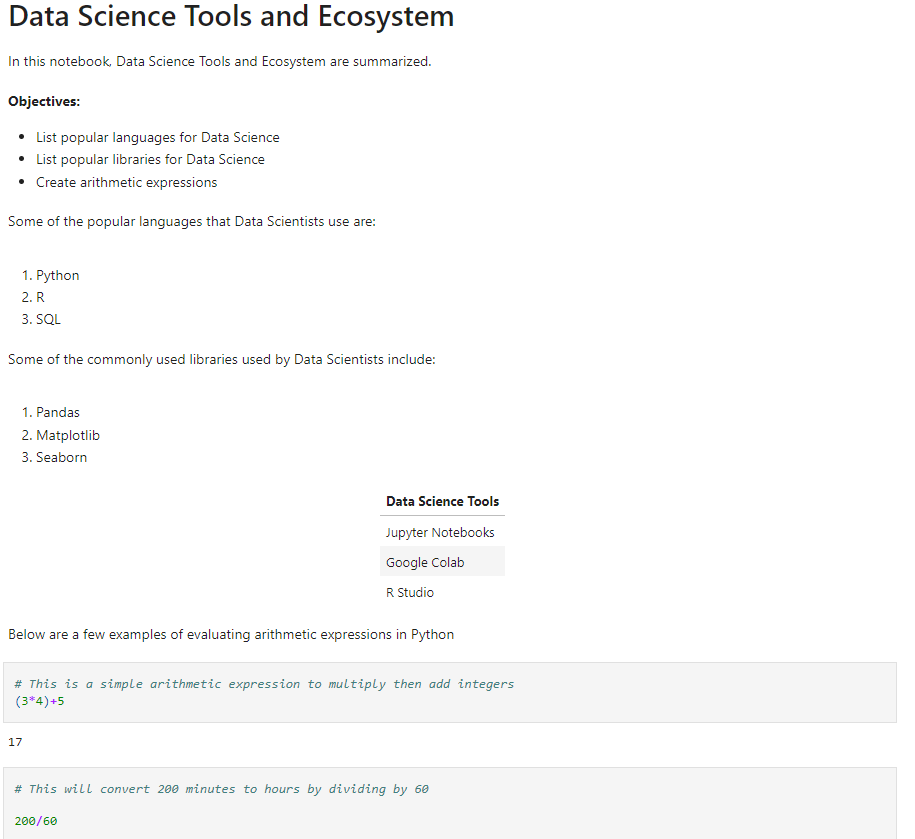 Data Science Tools and Ecosystem
In this notebook, Data Science Tools and Ecosystem are summarized.
Objectives:
• List popular languages for Data Science
• List popular libraries for Data Science
• Create arithmetic expressions
Some of the popular languages that Data Scientists use are:
1. Python
2. R
3. SQL
Some of the commonly used libraries used by Data Scientists include:
1. Pandas
2. Matplotlib
3. Seaborn
Data Science Tools
Jupyter Notebooks
Google Colab
R Studio
Below are a few examples of evaluating arithmetic expressions in Python
# This is a simple arithmetic expression to multiply then add integers
(3*4)+5
17
# This will convert 200 minutes to hours by dividing by 60
200/60